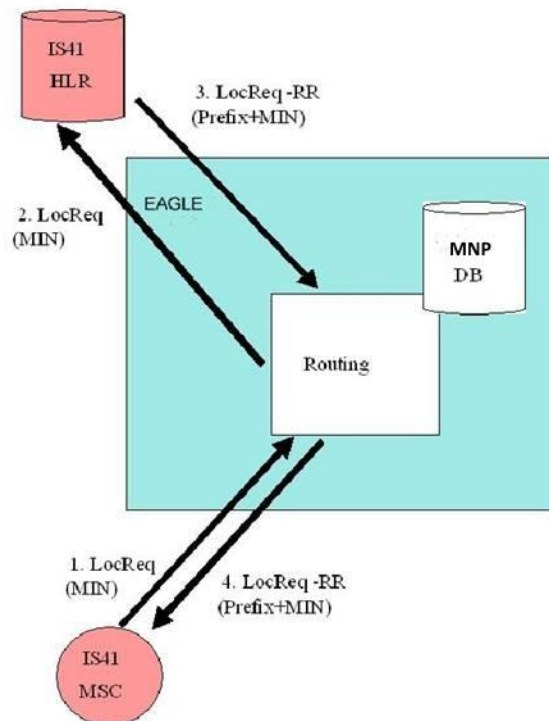 IS41
HLR
3. LocReq -RR
(Prefix+MIN)
2. LocReq
(MIN)
EAGLE
MNP
DB
Routing
1. LocReq
(MIN)
4. LocReq -RR
(Prefix+MIN)
IS41
MSC